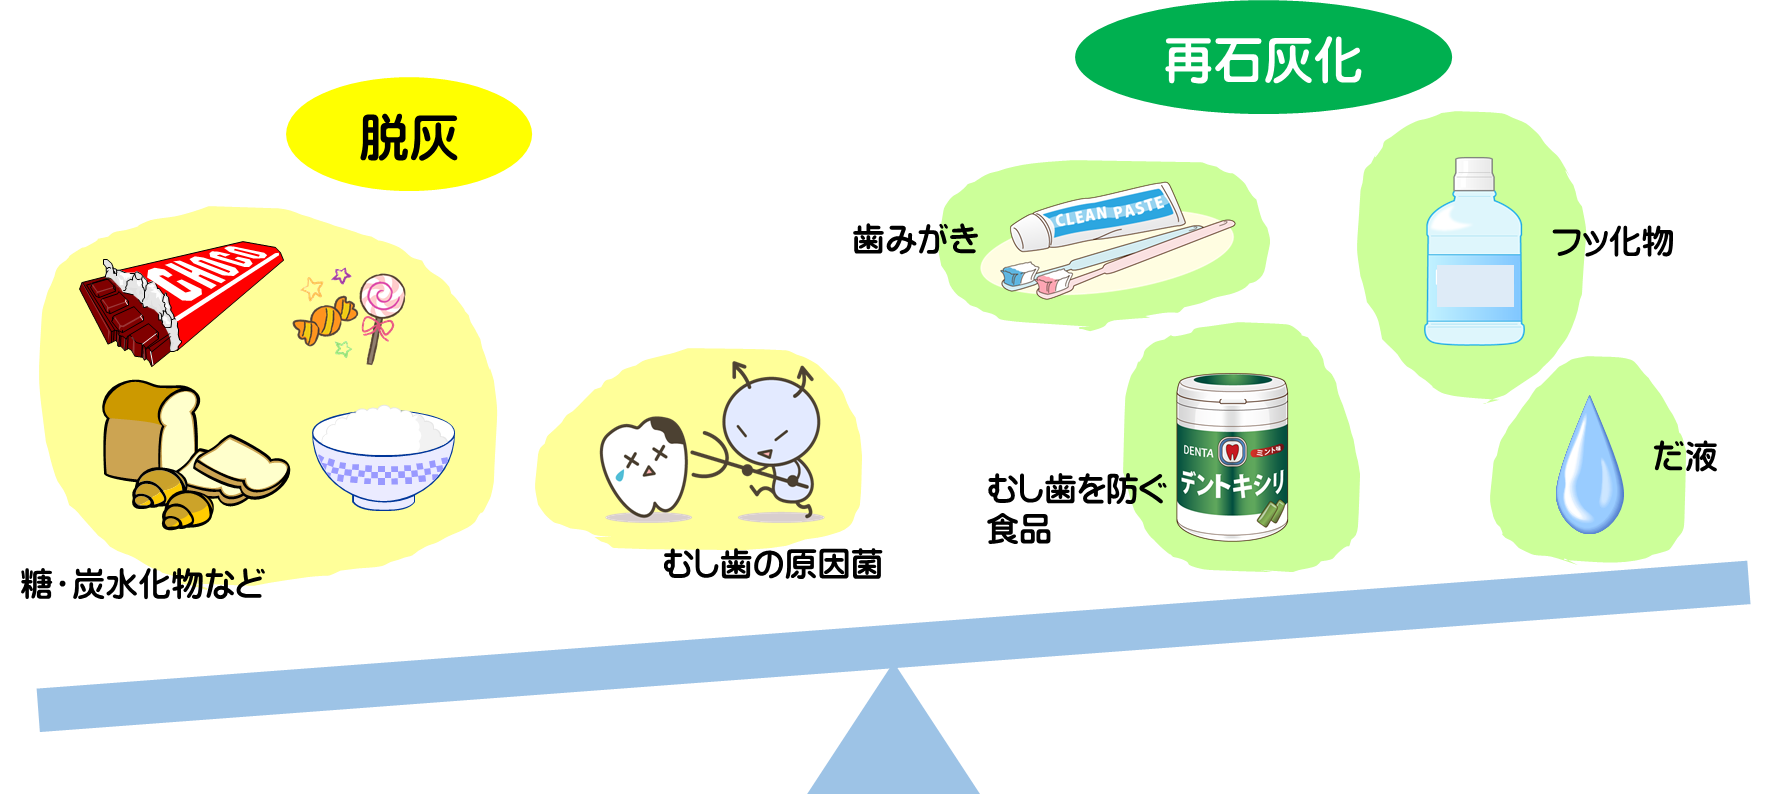 脱灰
再石灰化
CHOCO
糖・炭水化物など
むし歯の原因菌
歯みがき
CLEAN PASTE
フッ化物
むし歯を防ぐ
食品
DENTA
ミント味
デントキシリ
だ液